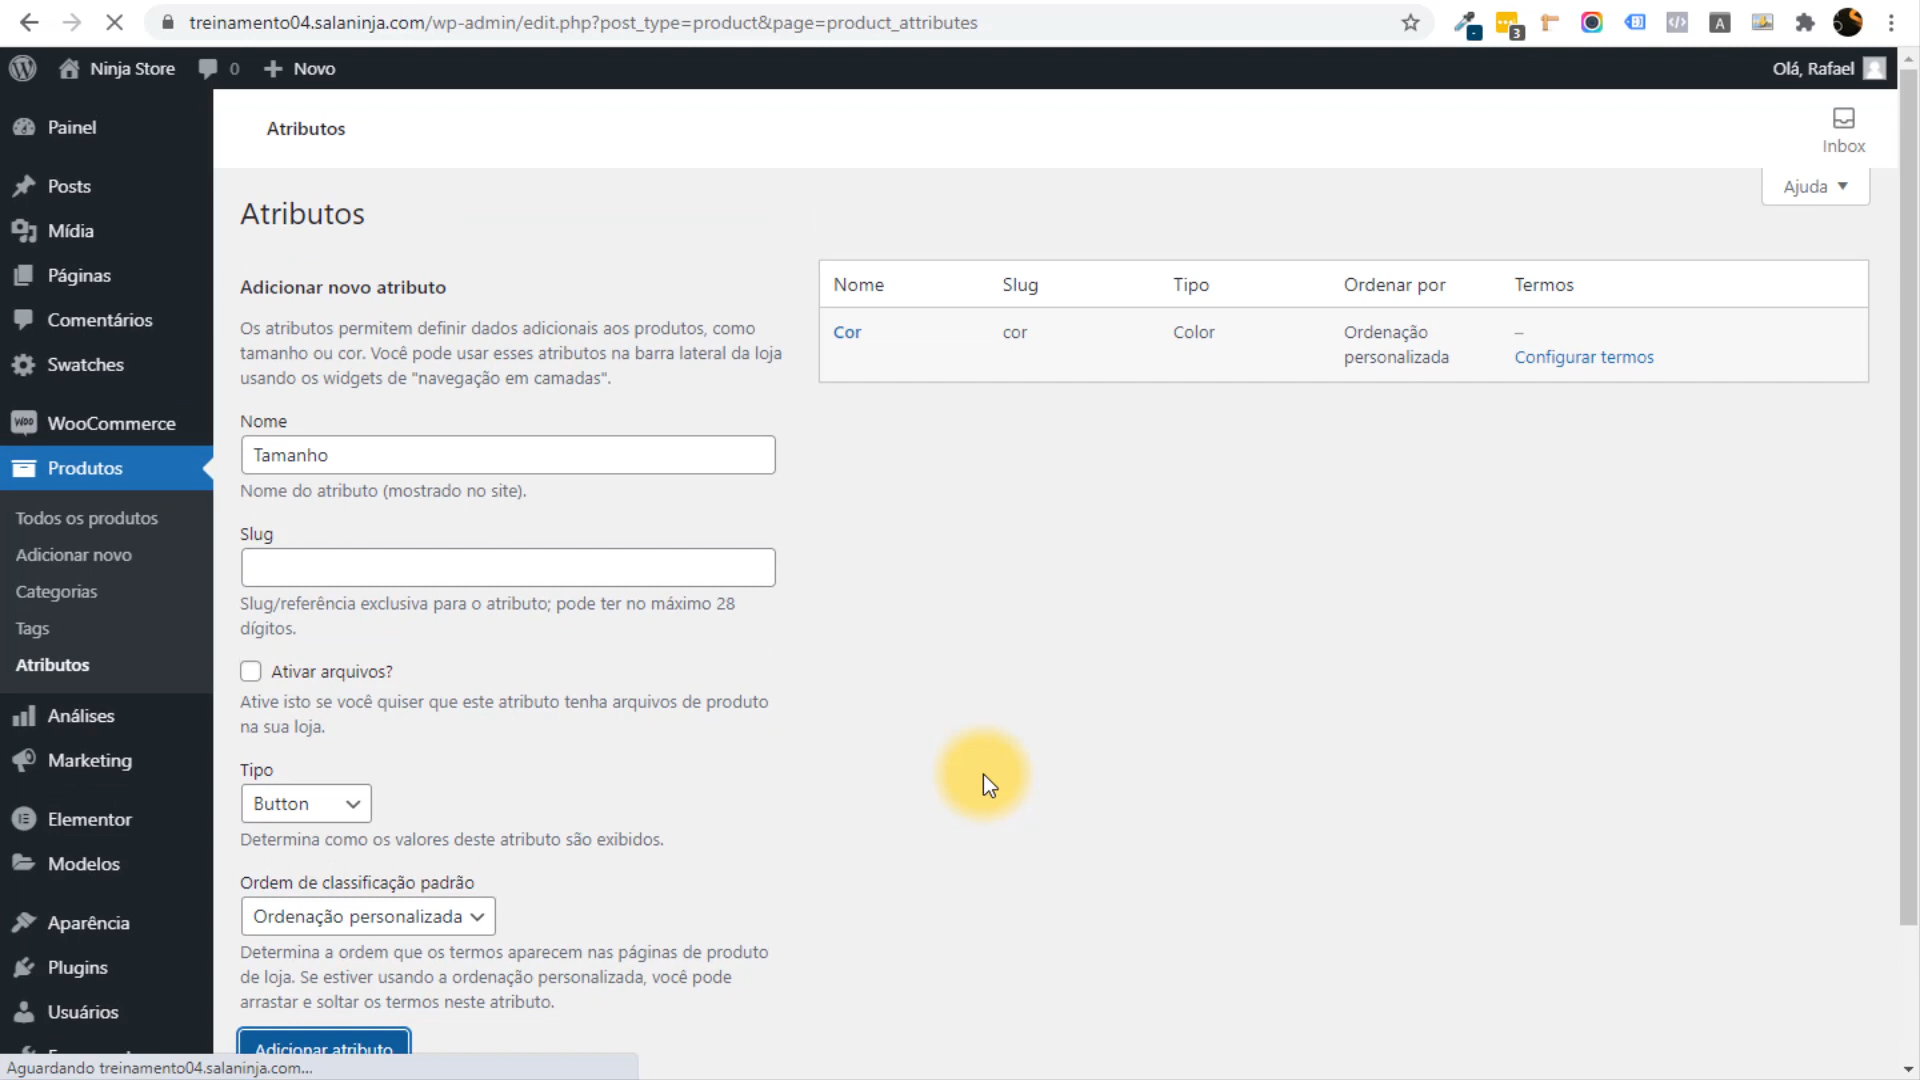 treinamento04.salaninja.com/wp-admin/edit.php?post_type=product&page=product_attributes
3
A
Ninja Store
0
Novo
Olá, Rafael
Painel
Posts
Mídia
Páginas
Comentários
Swatches
WooCommerce
Produtos
Todos os produtos
Adicionar novo
Categorias
Tags
Atributos
Análises
Marketing
Elementor
Modelos
Aparência
Plugins
Usuários
Atributos
Inbox
Ajuda
Atributos
Adicionar novo atributo
Os atributos permitem definir dados adicionais aos produtos, como
tamanho ou cor. Você pode usar esses atributos na barra lateral da loja
usando os widgets de "navegação em camadas".
Nome
Tamanho
Nome do atributo (mostrado no site).
Slug
Slug/referência exclusiva para o atributo; pode ter no máximo 28
dígitos.
Ativar arquivos?
Ative isto se você quiser que este atributo tenha arquivos de produto
na sua loja.
Tipo
Button
Determina como os valores deste atributo são exibidos.
Ordem de classificação padrão
Ordenação personalizada
Determina a ordem que os termos aparecem nas páginas de produto
de loja. Se estiver usando a ordenação personalizada, você pode
arrastar e soltar os termos neste atributo.
Adicionar atributo
Nome Slug Tipo Ordenar por Termos
Cor cor Color Ordenação –
personalizada Configurar termos
Aguardando treinamento04.salaninja.com...